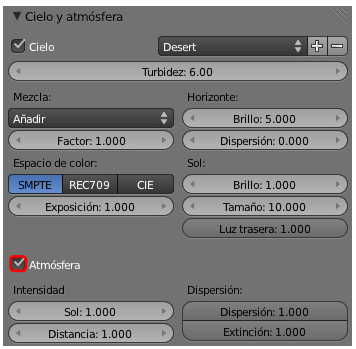 Cielo y atmósfera
Cielo Desert
Turbidez: 6.00
Mezcla: Horizonte:
Añadir Brillo: 5.000
Factor: 1.000 Dispersión: 0.000
Espacio de color: Sol:
SMPTE REC709 CIE Brillo: 1.000
Exposición: 1.000 Tamaño: 10.000
Luz trasera: 1.000
Atmósfera
Intensidad Dispersión:
Sol: 1.000 Dispersión: 1.000
Distancia: 1.000 Extinción: 1.000